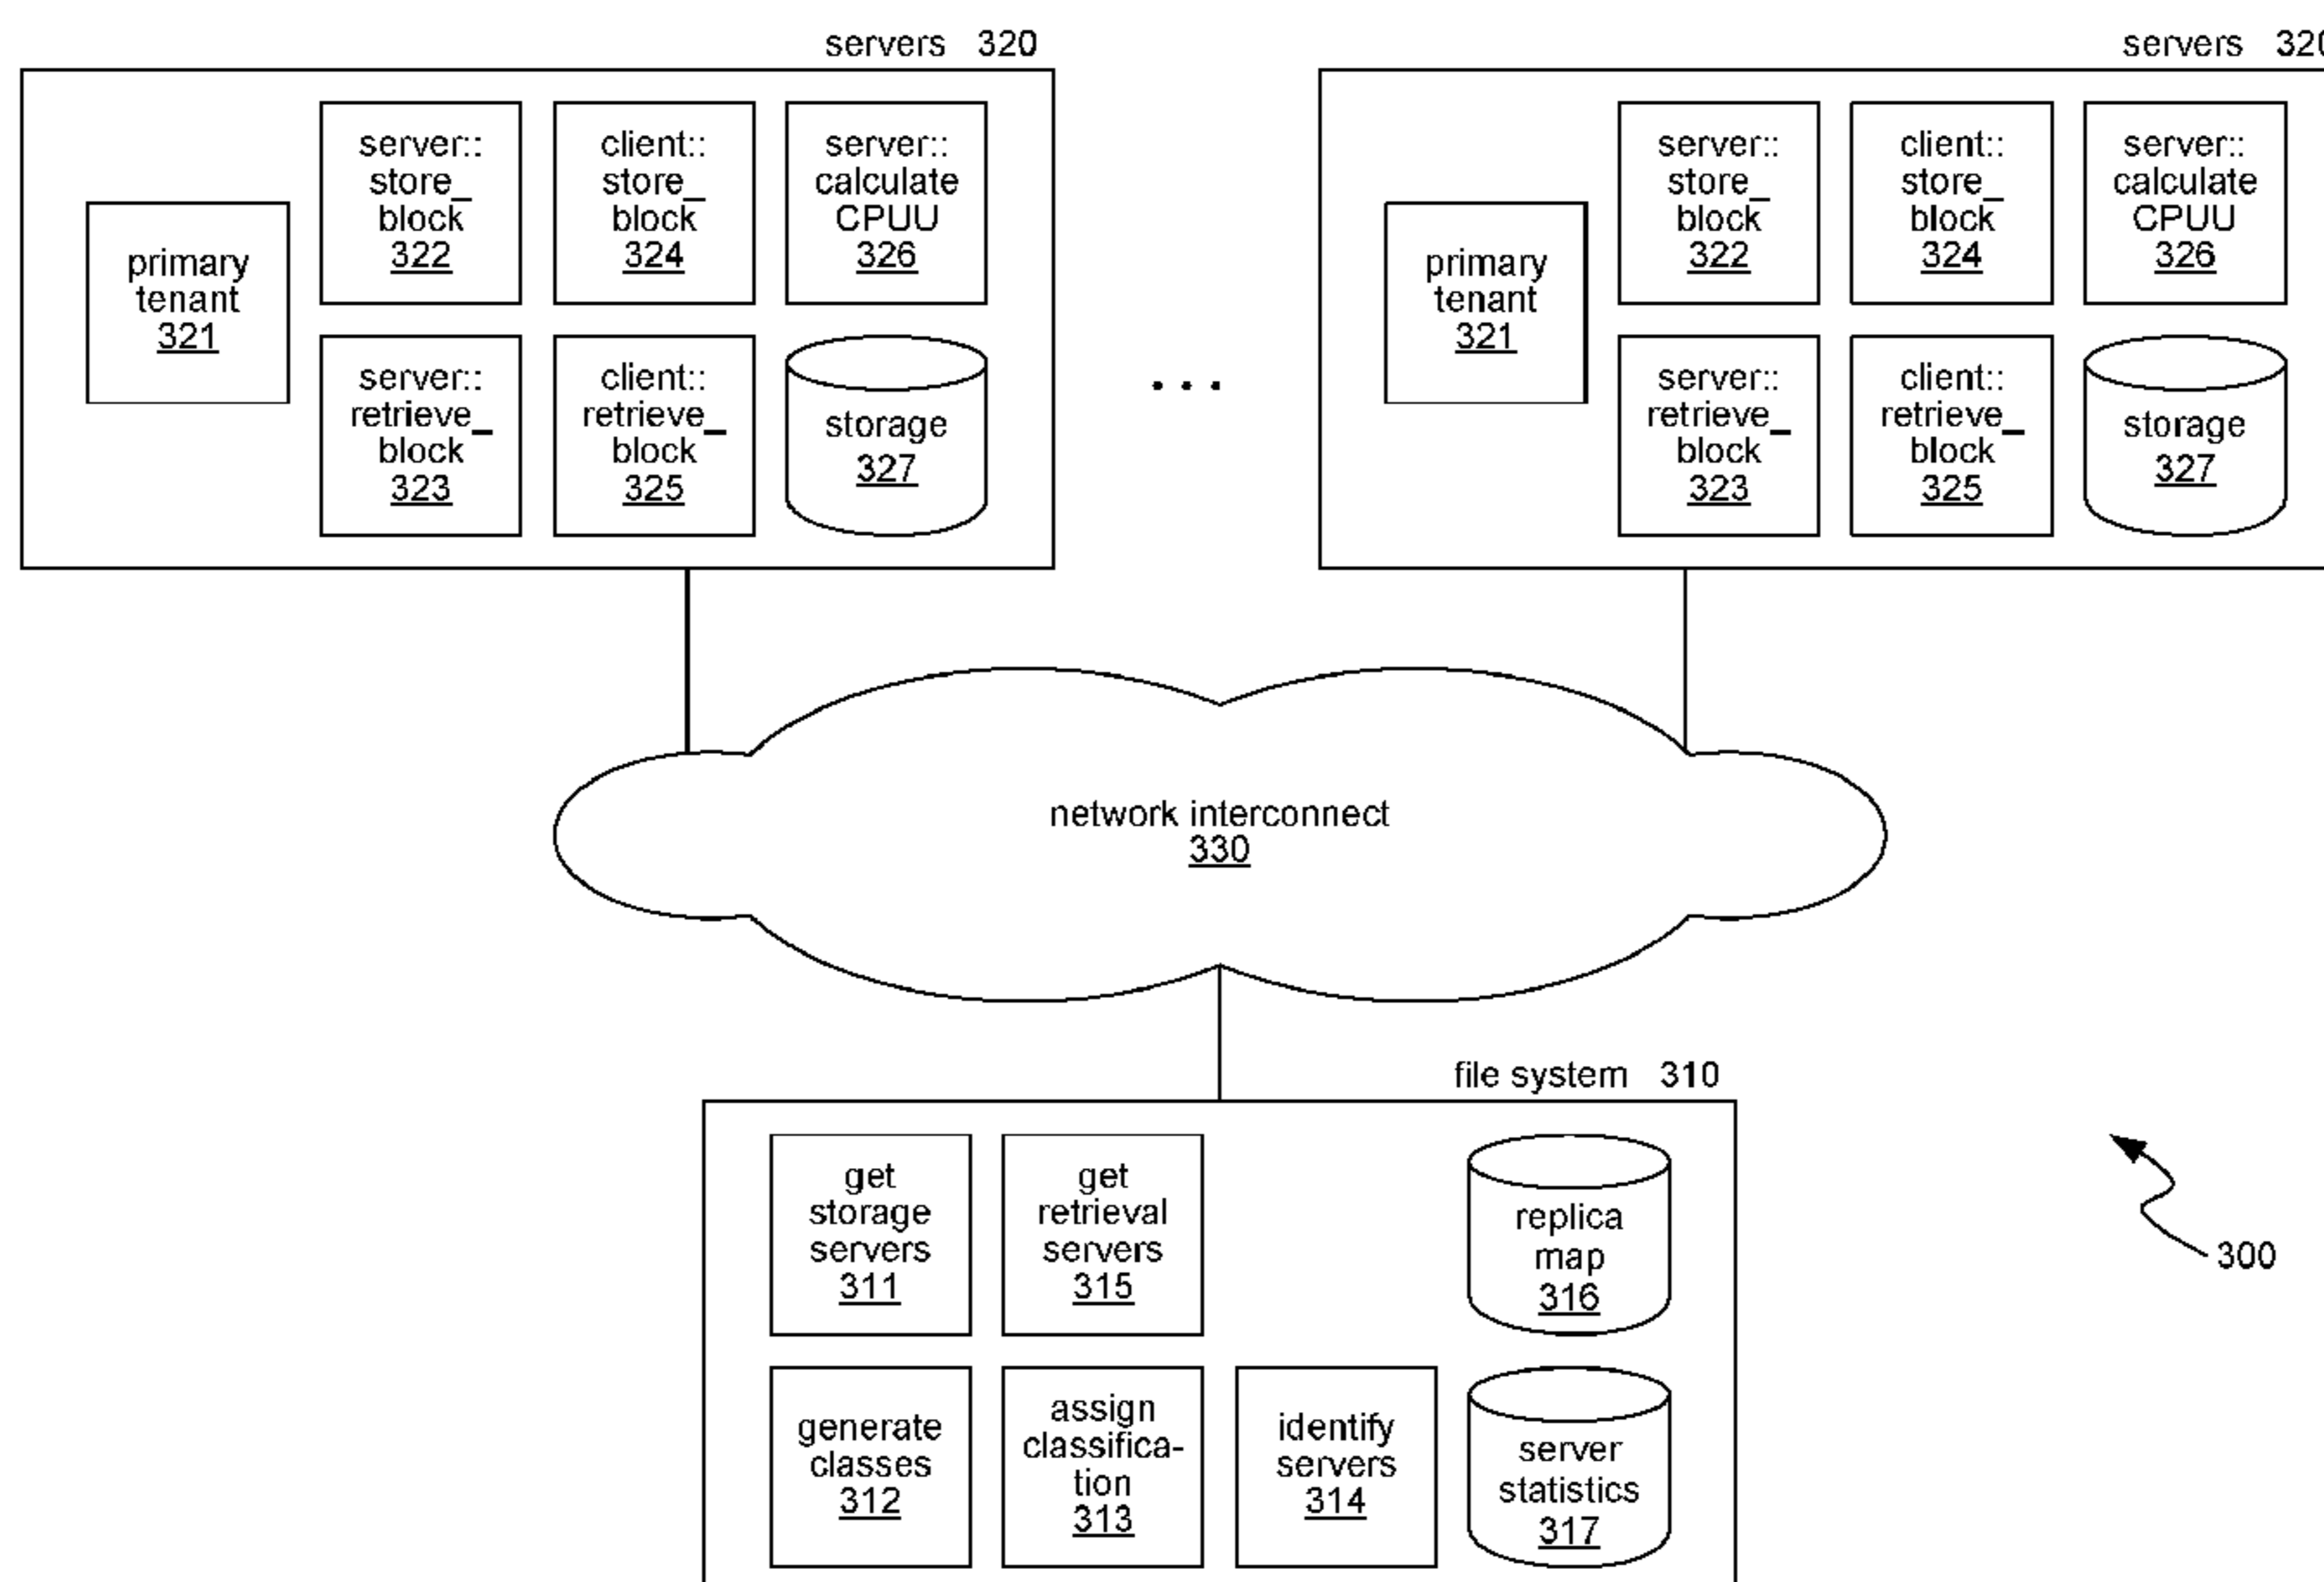 servers 320
server::
store_
block
322
client::
store_
block
324
server::
calculate
CPUU
326
primary
tenant
321
server::
retrieve_
block
323
client::
retrieve_
block
325
storage
327
...
servers 320
server::
store_
block
322
client::
store_
block
324
server::
calculate
CPUU
326
primary
tenant
321
server::
retrieve_
block
323
client::
retrieve_
block
325
storage
327
network interconnect
330
file system 310
get
storage
servers
311
get
retrieval
servers
315
replica
map
316
generate
classes
312
assign
classifica-
tion
313
identify
servers
314
server
statistics
317
300